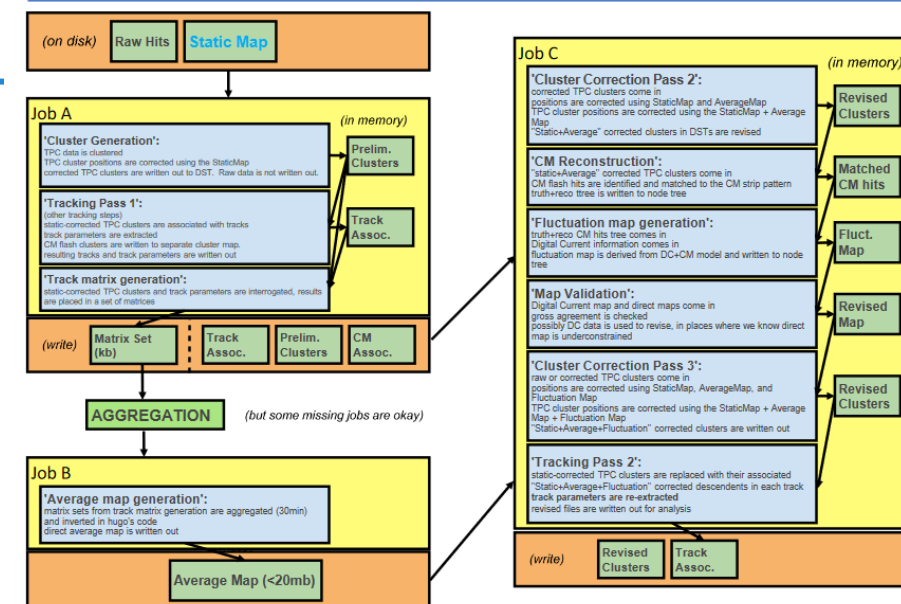 (on disk)
Raw Hits
Static Map
Job A
(in memory)
'Cluster Generation':
TPC data is clustered
TPC cluster positions are corrected using the StaticMap
corrected TPC clusters are written out to DST. Raw data is not written out.
Prelim.
Clusters
'Tracking Pass 1':
(other tracking steps)
static-corrected TPC clusters are associated with tracks
track parameters are extracted
CM flash clusters are written to separate cluster map.
resulting tracks and track parameters are written out
Track
Assoc.
'Track matrix generation':
static-corrected TPC clusters and track parameters are interrogated, results
are placed in a set of matrices
(write)
Matrix Set
(kb)
Track
Assoc.
Prelim.
Clusters
CM
Assoc.
AGGREGATION
(but some missing jobs are okay)
Job B
'Average map generation':
matrix sets from track matrix generation are aggregated (30min)
and inverted in hugo's code
direct average map is written out
Average Map (<20mb)
Job C
(in memory)
'Cluster Correction Pass 2':
corrected TPC clusters come in
positions are corrected using StaticMap and AverageMap
TPC cluster positions are corrected using the StaticMap + Average
Map
"Static+Average" corrected clusters in DSTs are revised
Revised
Clusters
'CM Reconstruction':
"static+Average" corrected TPC clusters come in
CM flash hits are identified and matched to the CM strip pattern
truth+reco ttree is written to node tree
Matched
CM hits
'Fluctuation map generation':
truth+reco CM hits tree comes in
Digital Current information comes in
fluctuation map is derived from DC+CM model and written to node
tree
Fluct.
Map
'Map Validation':
Digital Current map and direct maps come in
gross agreement is checked
possibly DC data is used to revise, in places where we know direct
map is underconstrained
Revised
Map
'Cluster Correction Pass 3':
raw or corrected TPC clusters come in
positions are corrected using StaticMap, AverageMap, and
Fluctuation Map
TPC cluster positions are corrected using the StaticMap + Average
Map + Fluctuation Map
"Static+Average+Fluctuation" corrected clusters are written out
Revised
Clusters
'Tracking Pass 2':
static-corrected TPC clusters are replaced with their associated
"Static+Average+Fluctuation" corrected descendents in each track
track parameters are re-extracted
revised files are written out for analysis
(write)
Revised
Clusters
Track
Assoc.